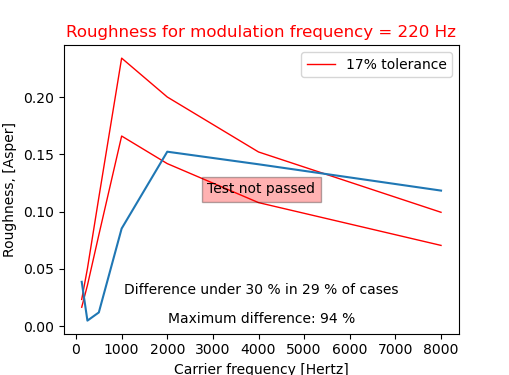 Roughness for modulation frequency = 220 Hz
17% tolerance
Roughness, [Asper]
0.20
0.15
0.10
0.05
0.00
Test not passed
Difference under 30 % in 29 % of cases
Maximum difference: 94 %
0 1000 2000 3000 4000 5000 6000 7000 8000
Carrier frequency [Hertz]